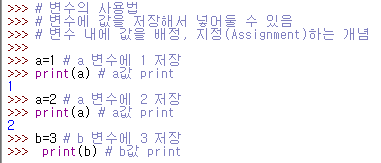 >>> # 변수의 사용법
>>> # 변수에 값을 저장해서 넣어둘 수 있음
>>> # 변수 내에 값을 배정, 지정(Assignment)하는 개념
>>>
>>> a=1 # a 변수에 1 저장
>>> print(a) # a값 print
1
>>> a=2 # a 변수에 2 저장
>>> print(a) # a값 print
2
>>> b=3 # b 변수에 3 저장
>>>  print(b) # b값 print